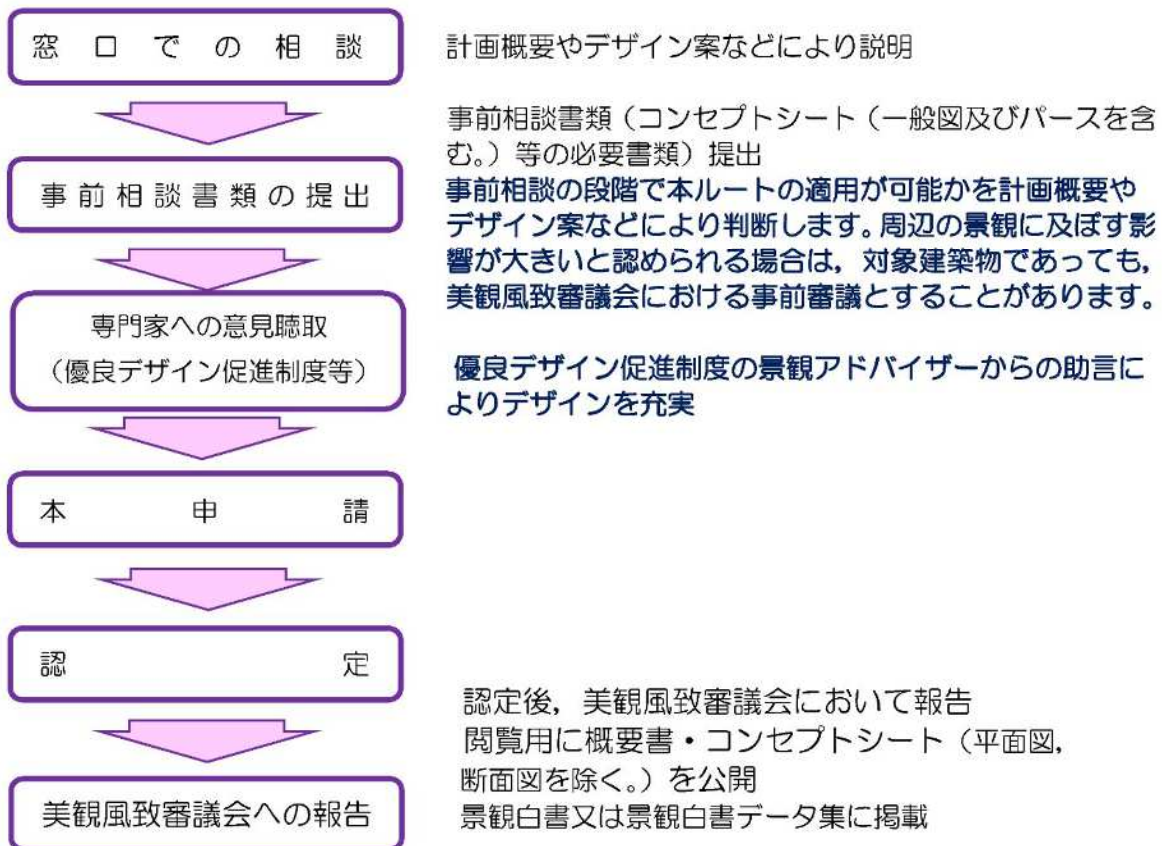 窓口での相談
計画概要やデザイン案などにより説明
事前相談書類（コンセプトシート（一般図及びパースを含
む。）等の必要書類）提出
事前相談書類の提出
事前相談の段階で本ルートの適用が可能かを計画概要や
デザイン案などにより判断します。周辺の景観に及ぼす影
響が大きいと認められる場合は，対象建築物であっても，
美観風致審議会における事前審議とすることがあります。
専門家への意見聴取
（優良デザイン促進制度等）
優良デザイン促進制度の景観アドバイザーからの助言に
よりデザインを充実
本申請
認定
認定後，美観風致審議会において報告
閲覧用に概要書・コンセプトシート（平面図，
断面図を除く。）を公開
美観風致審議会への報告
景観白書又は景観白書データ集に掲載